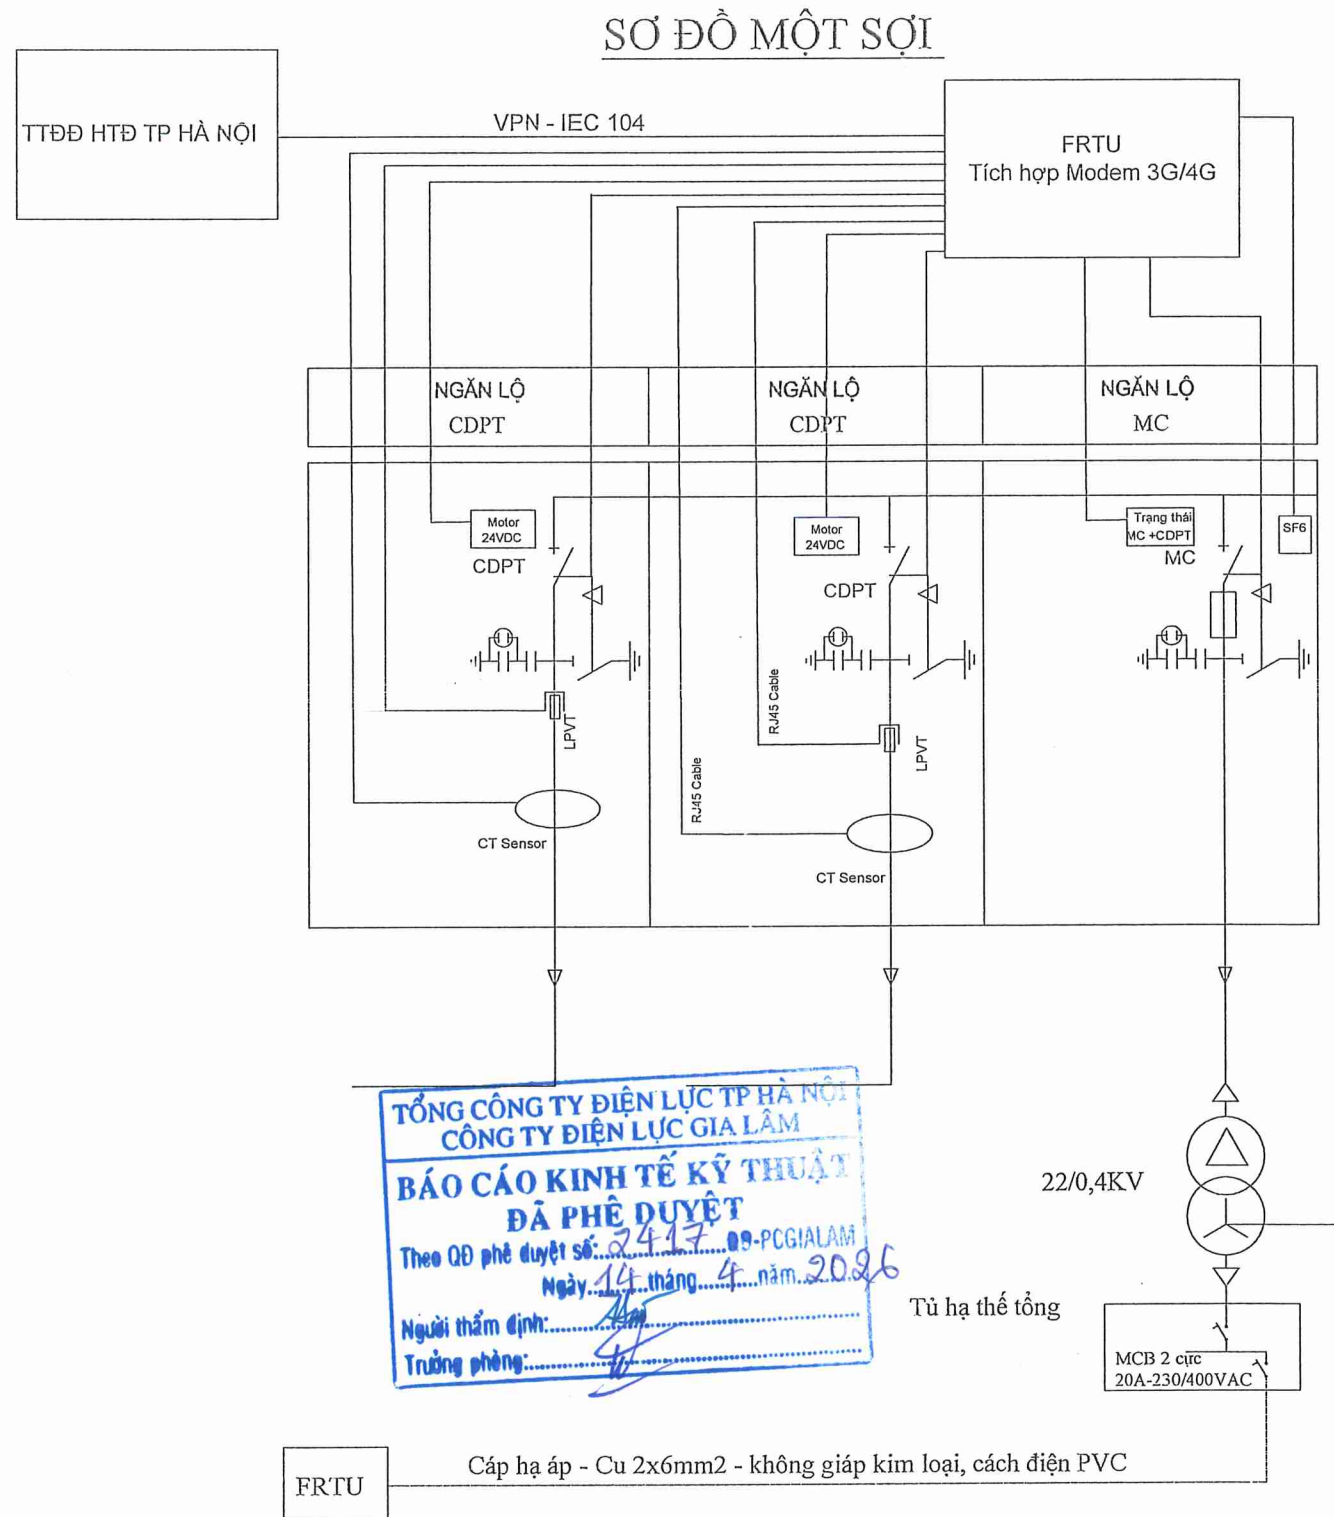 SƠ ĐỒ MỘT SỢI
TTĐĐ HTĐ TP HÀ NỘI
VPN - IEC 104
FRTU
Tích hợp Modem 3G/4G
NGĂN LỘ
CDPT
NGĂN LỘ
CDPT
NGĂN LỘ
MC
Motor
24VDC
CDPT
Motor
24VDC
CDPT
Trạng thái
MC +CDPT
MC
SF6
LPVT
RJ45 Cable
LPVT
RJ45 Cable
CT Sensor
CT Sensor
TỔNG CÔNG TY ĐIỆN LỰC TP HÀ NỘI
CÔNG TY ĐIỆN LỰC GIA LÂM
BÁO CÁO KINH TẾ KỸ THUẬT
ĐÃ PHÊ DUYỆT
Theo QĐ phê duyệt số: 2417 QĐ-PCGIALAM
Ngày 14 tháng 4 năm 2026
Người thẩm định:
Trưởng phòng:
22/0,4KV
Tủ hạ thế tổng
MCB 2 cực
20A-230/400VAC
Cáp hạ áp - Cu 2x6mm2 - không giáp kim loại, cách điện PVC
FRTU